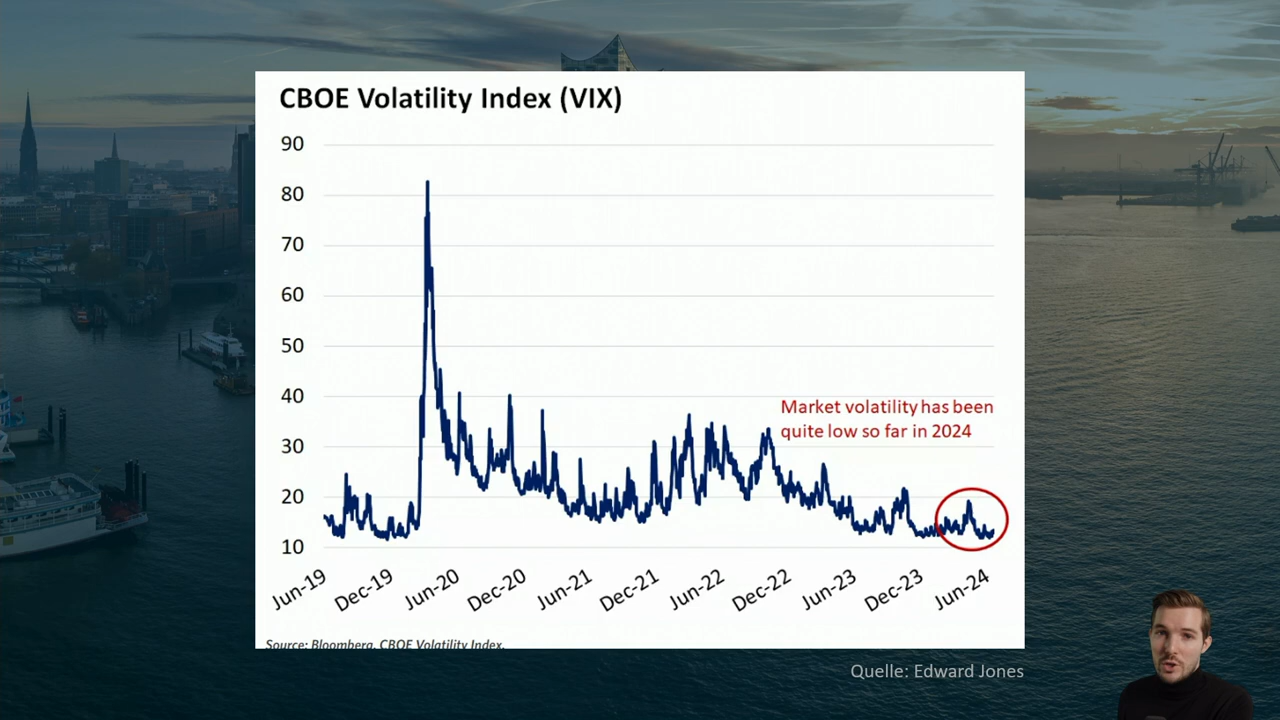 CBOE Volatility Index (VIX)
90
80
70
60
50
40
30
20
10
Market volatility has been
quite low so far in 2024
Jun-19
Dec-19
Jun-20
Dec-20
Jun-21
Dec-21
Jun-22
Dec-22
Jun-23
Dec-23
Jun-24
Source: Bloomberg, CBOE Volatility Index.
Quelle: Edward Jones